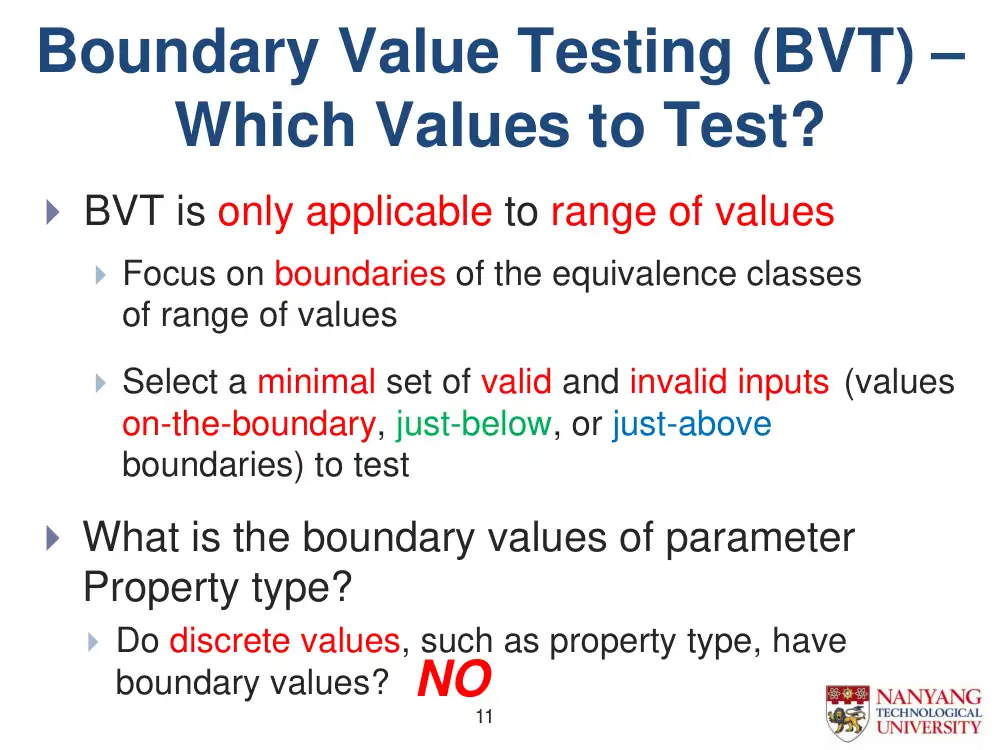 Boundary Value Testing (BVT) –
Which Values to Test?
BVT is only applicable to range of values
Focus on boundaries of the equivalence classes
of range of values
Select a minimal set of valid and invalid inputs (values
on-the-boundary, just-below, or just-above
boundaries) to test
What is the boundary values of parameter
Property type?
Do discrete values, such as property type, have
boundary values? NO
11
NANYANG
TECHNOLOGICAL
UNIVERSITY